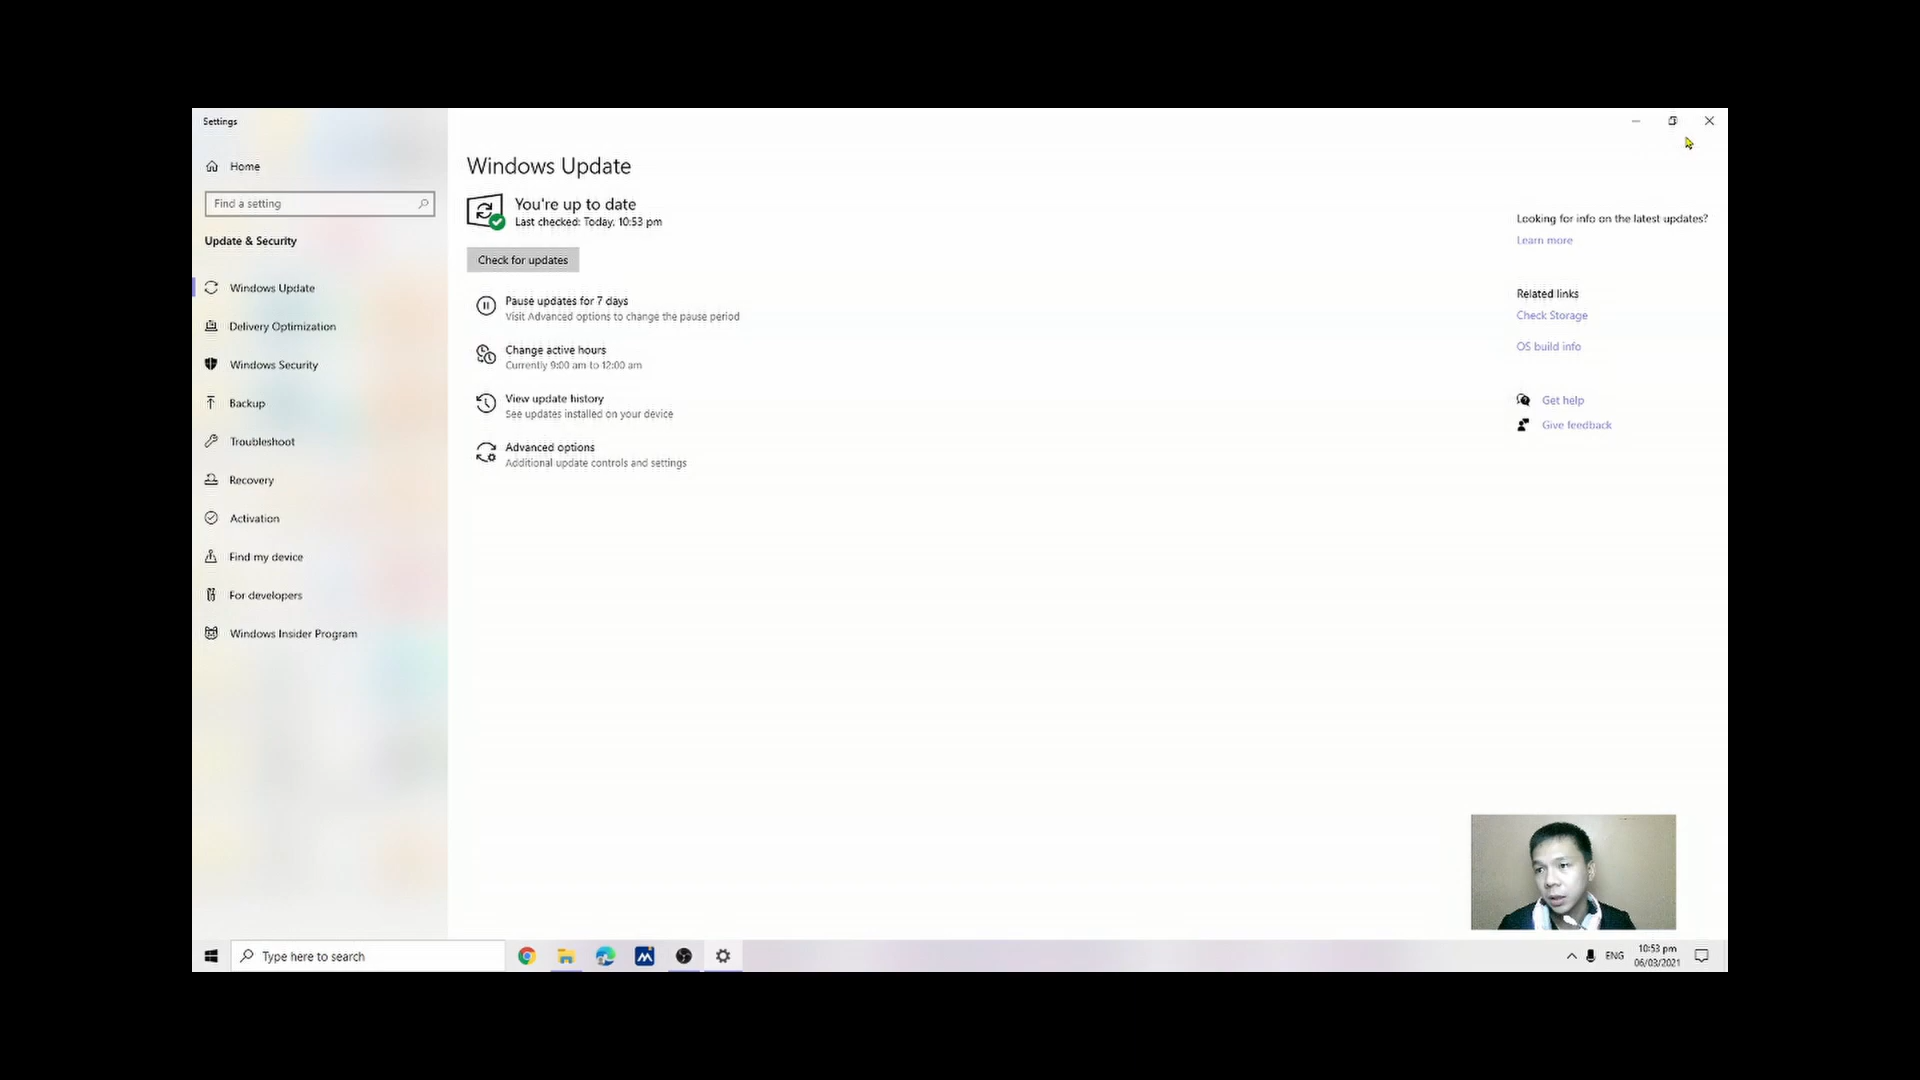 Settings
Home
Find a setting
Update & Security
Windows Update
Delivery Optimization
Windows Security
Backup
Troubleshoot
Recovery
Activation
Find my device
For developers
Windows Insider Program
Windows Update
You're up to date
Last checked: Today, 10:53 pm
Check for updates
Pause updates for 7 days
Visit Advanced options to change the pause period
Change active hours
Currently 9:00 am to 12:00 am
View update history
See updates installed on your device
Advanced options
Additional update controls and settings
Looking for info on the latest updates?
Learn more
Related links
Check Storage
OS build info
Get help
Give feedback
Type here to search
ENG
10:53 pm
06/03/2021